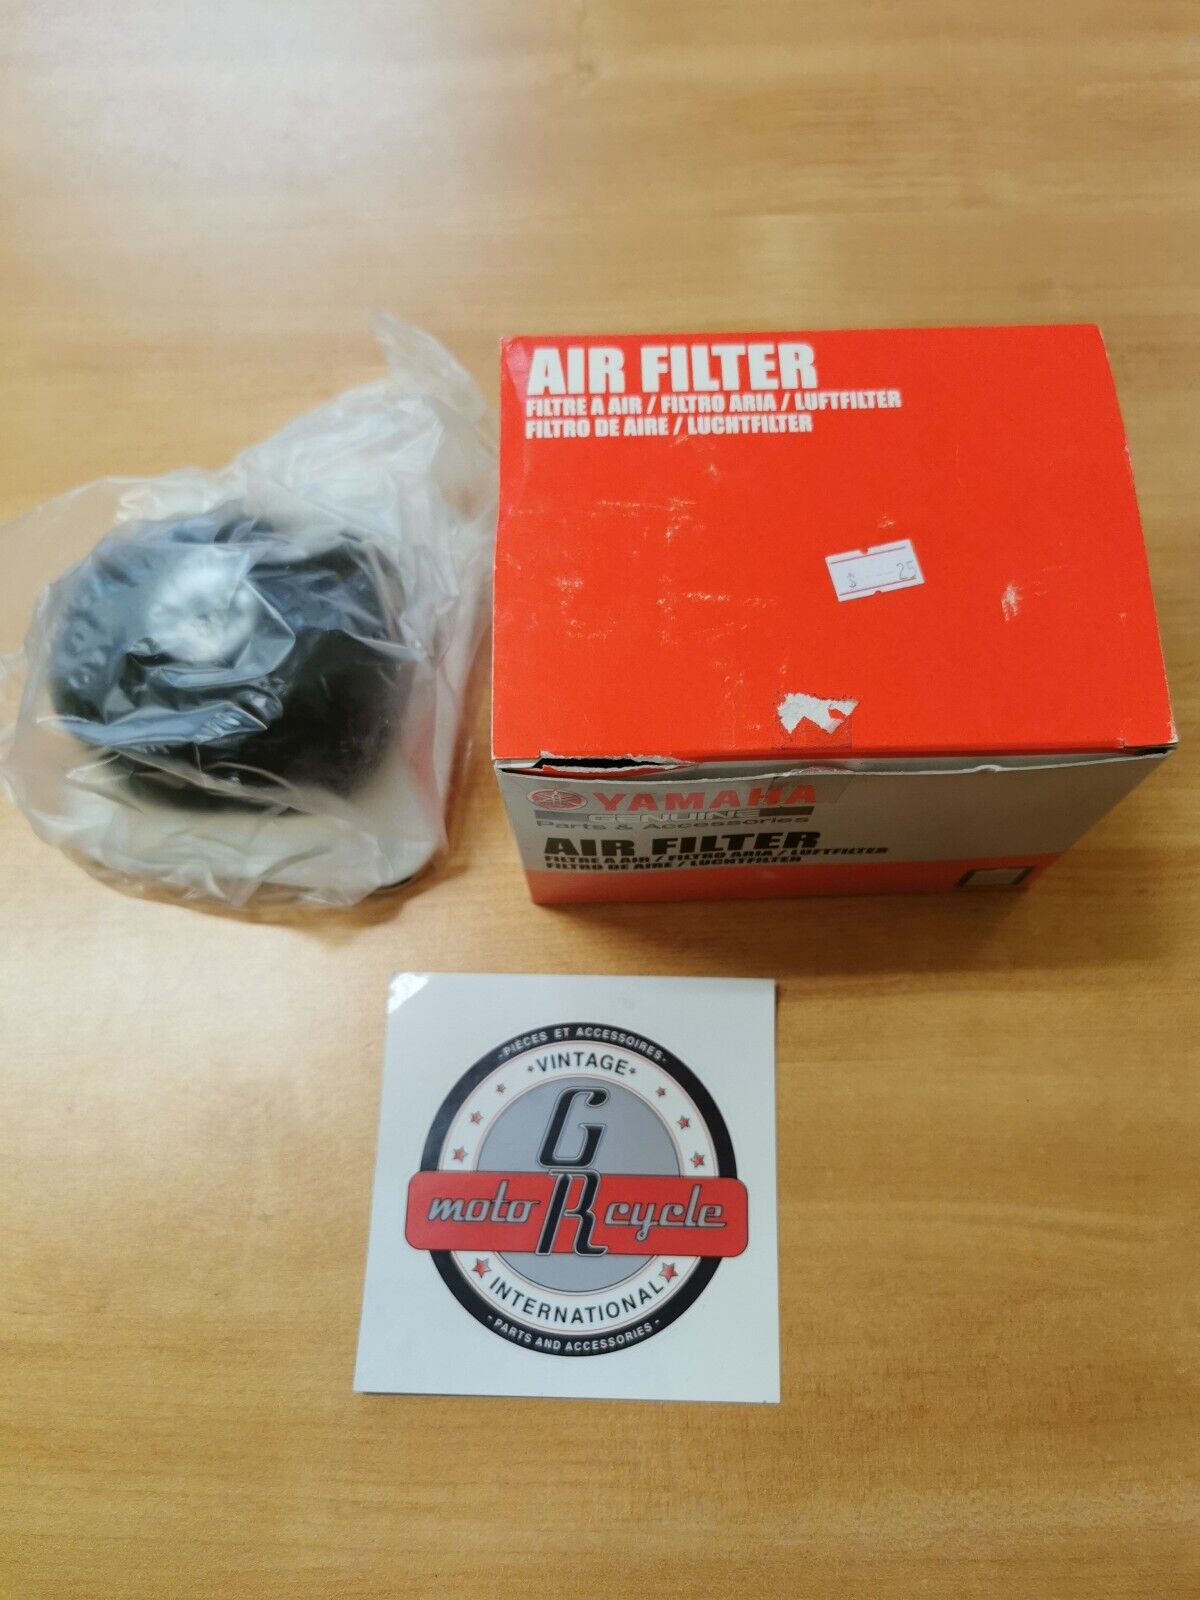 AIR FILTER
FILTRE A AIR / FILTRO ARIA / LUFTFILTER
FILTRO DE AIRE / LUCHTFILTER
$ 25
YAMAHA
GENUINE
Parts & Accessories
AIR FILTER
FILTRE A AIR / FILTRO ARIA / LUFTFILTER
FILTRO DE AIRE / LUCHTFILTER
- PIÈCES ET ACCESSOIRES -
VINTAGE
G
moto R cycle
INTERNATIONAL
- PARTS AND ACCESSORIES -